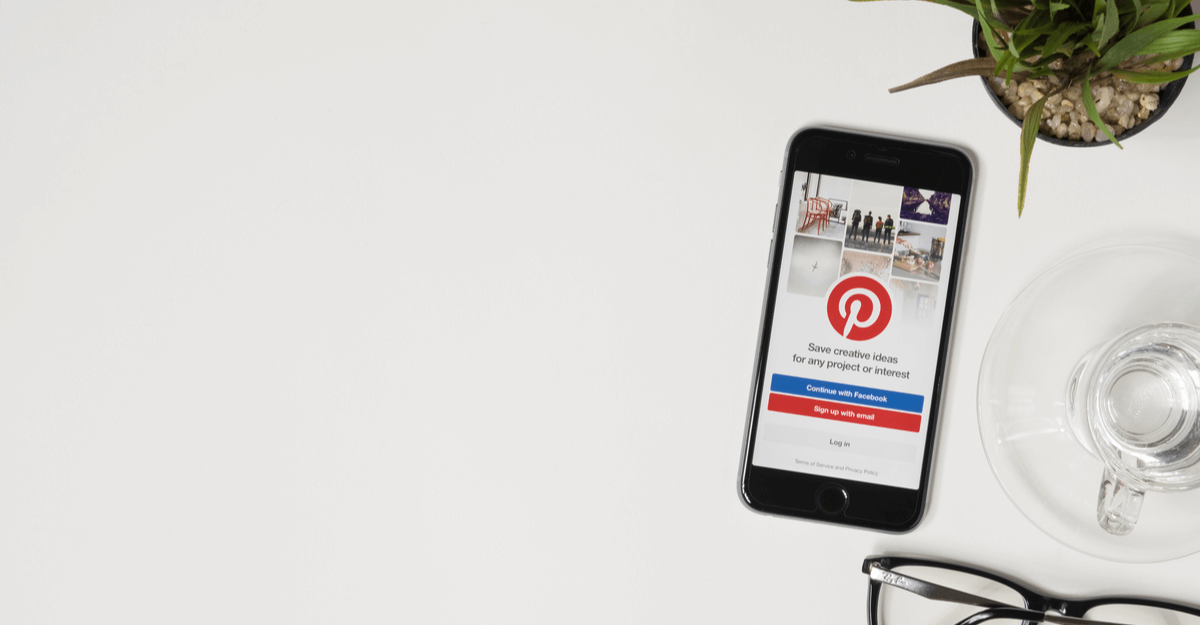 Save creative ideas
for any project or interest
Continue with Facebook
Sign up with email
Log in
Terms of Service and Privacy Policy